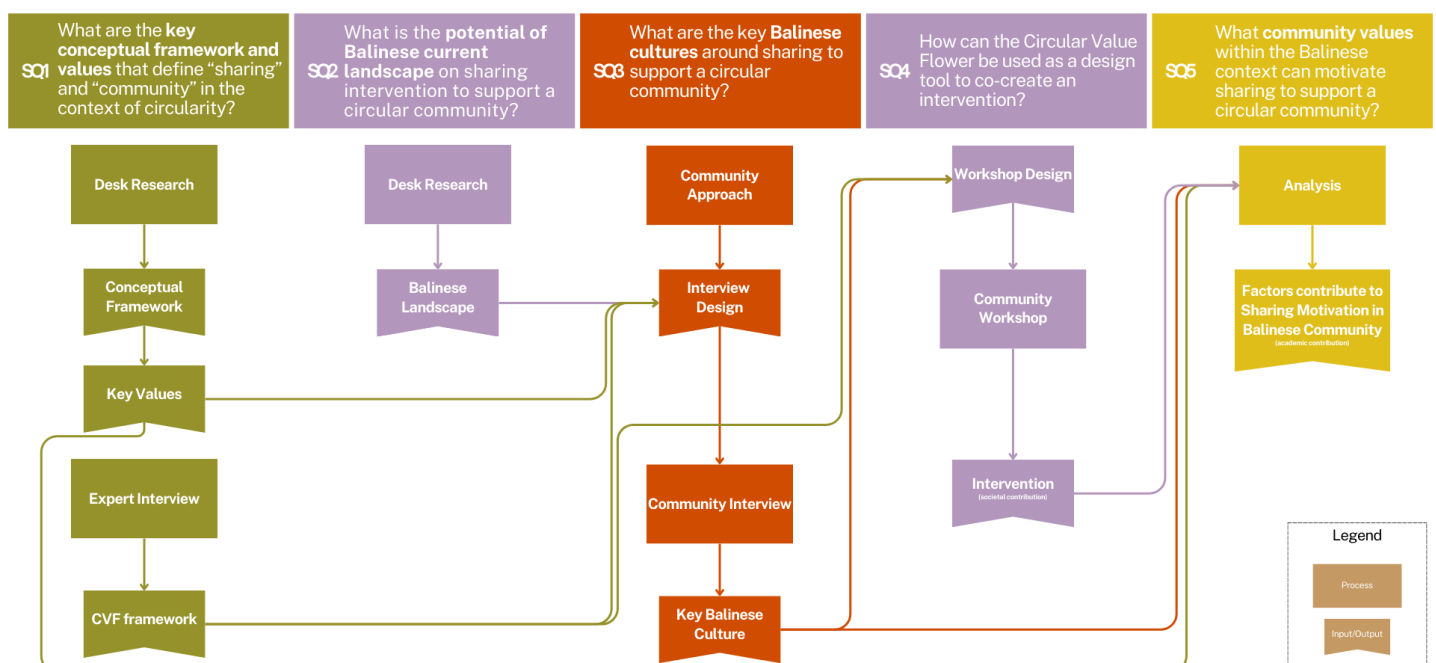 SQ1
What are the key
conceptual framework and
values that define “sharing”
and “community” in the
context of circularity?
SQ2
What is the potential of
Balinese current
landscape on sharing
intervention to support a
circular community?
SQ3
What are the key Balinese
cultures around sharing to
support a circular
community?
SQ4
How can the Circular Value
Flower be used as a design
tool to co-create an
intervention?
SQ5
What community values
within the Balinese
context can motivate
sharing to support a
circular community?
Desk Research
Conceptual
Framework
Key Values
Expert Interview
CVF framework
Desk Research
Balinese
Landscape
Community
Approach
Interview
Design
Community Interview
Key Balinese
Culture
Workshop Design
Community
Workshop
Intervention
(societal contribution)
Analysis
Factors contribute to
Sharing Motivation in
Balinese Community
(academic contribution)
Legend
Process
Input/Output